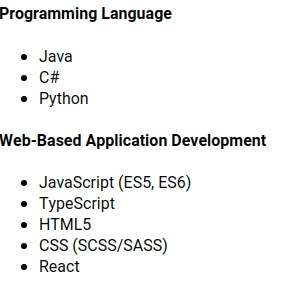 Programming Language
• Java
• C#
• Python
Web-Based Application Development
• JavaScript (ES5, ES6)
• TypeScript
• HTML5
• CSS (SCSS/SASS)
• React